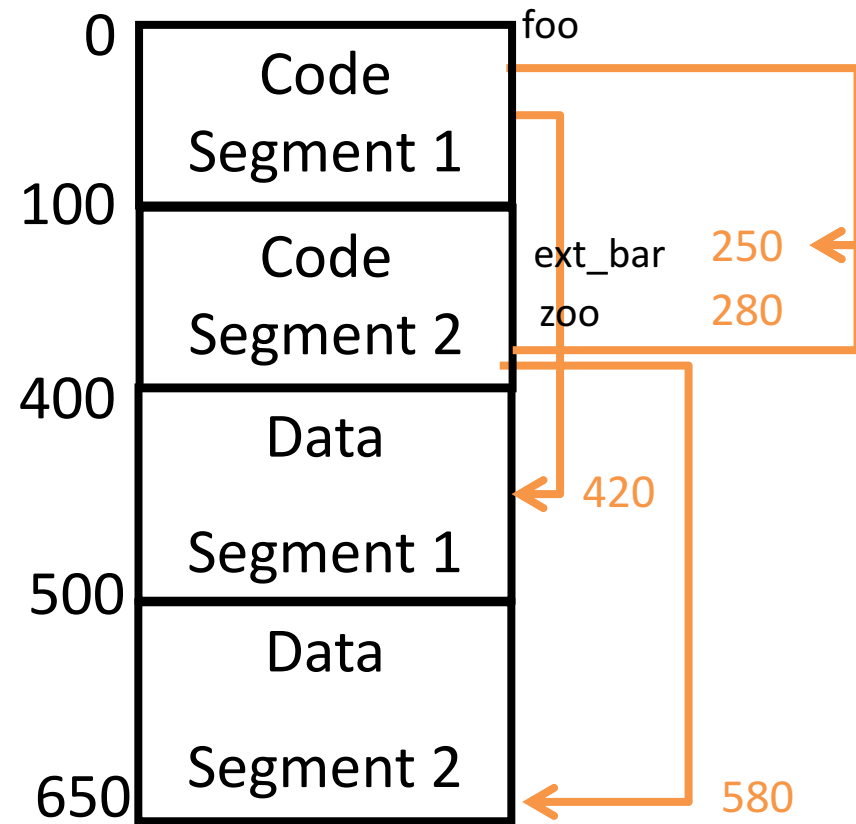 0
foo
Code
Segment 1
100
Code
Segment 2
ext_bar 250
zoo 280
400
Data
Segment 1
420
500
Data
Segment 2
650
580